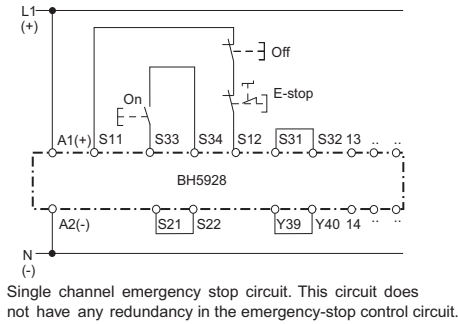 L1
(+)
Off
E-stop
On
A1(+) S11 S33 S34 S12 S31 S32 13 .. ..
BH5928
A2(-) S21 S22 Y39 Y40 14 .. ..
N
(-)
Single channel emergency stop circuit. This circuit does
not have any redundancy in the emergency-stop control circuit.